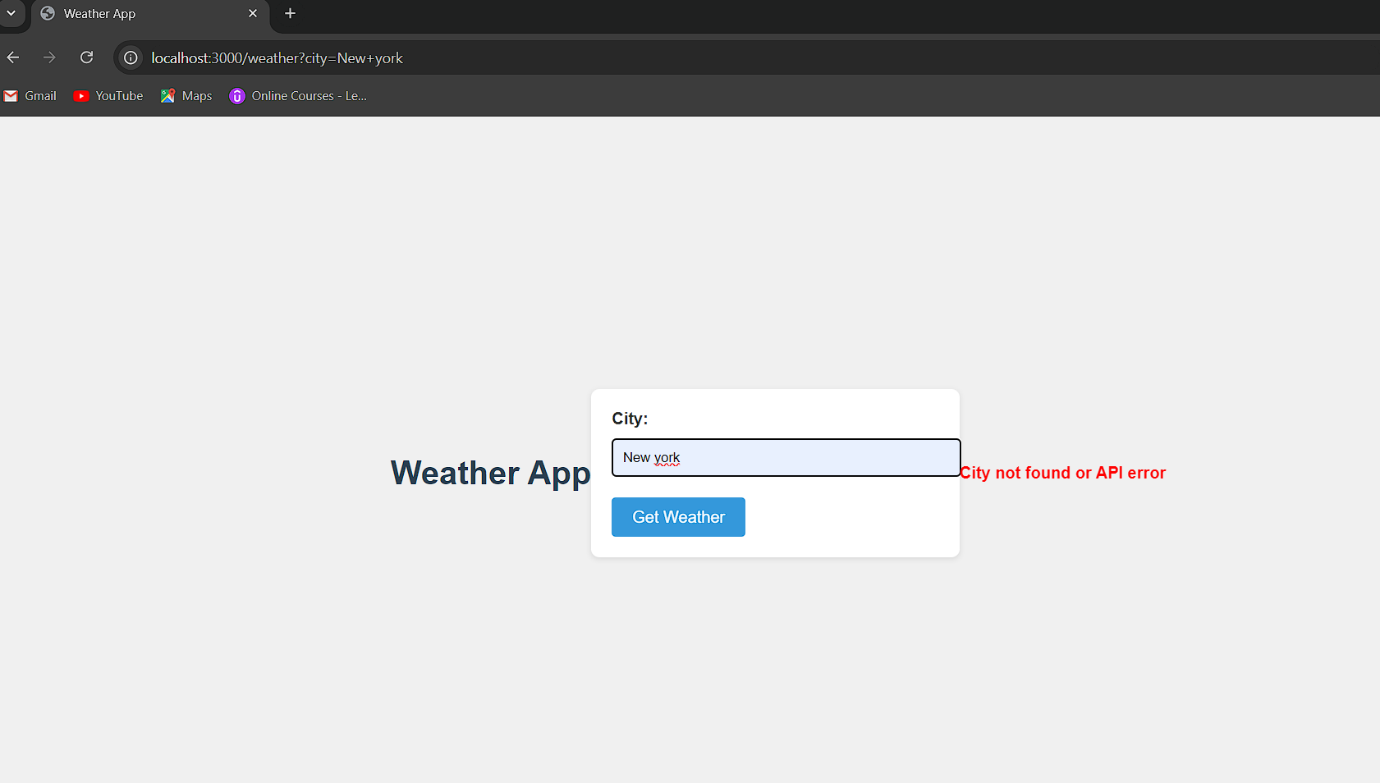 Weather App
localhost:3000/weather?city=New+york
Gmail YouTube Maps Online Courses - Le...
City:
New york
Weather App
City not found or API error
Get Weather